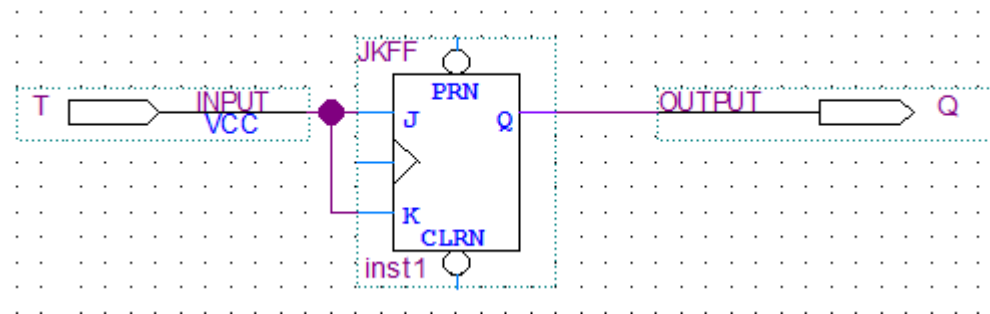 JKFF
PRN
T INPUT OUTPUT Q
VCC J Q
K
CLRN
inst1